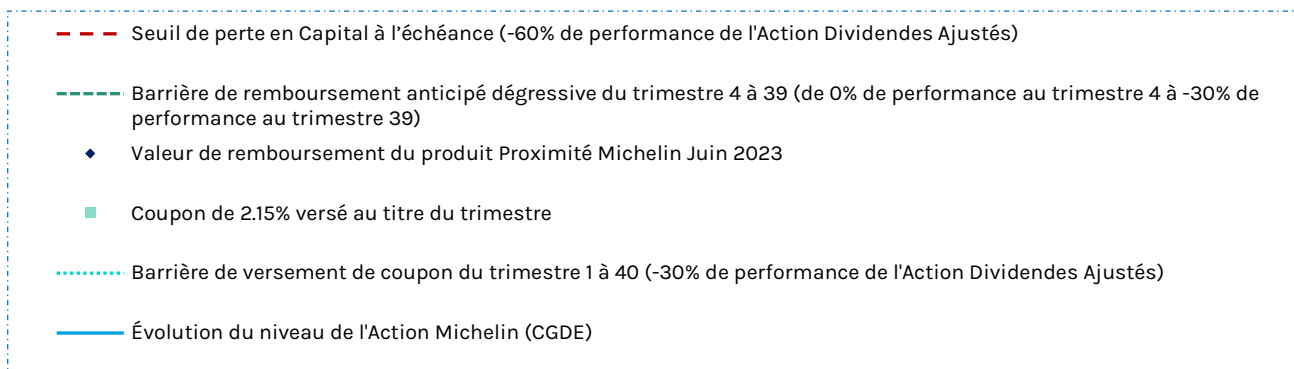 Seuil de perte en Capital à l'échéance (-60% de performance de l'Action Dividendes Ajustés)
Barrière de remboursement anticipé dégressive du trimestre 4 à 39 (de 0% de performance au trimestre 4 à -30% de
performance au trimestre 39)
Valeur de remboursement du produit Proximité Michelin Juin 2023
Coupon de 2.15% versé au titre du trimestre
Barrière de versement de coupon du trimestre 1 à 40 (-30% de performance de l'Action Dividendes Ajustés)
Évolution du niveau de l'Action Michelin (CGDE)